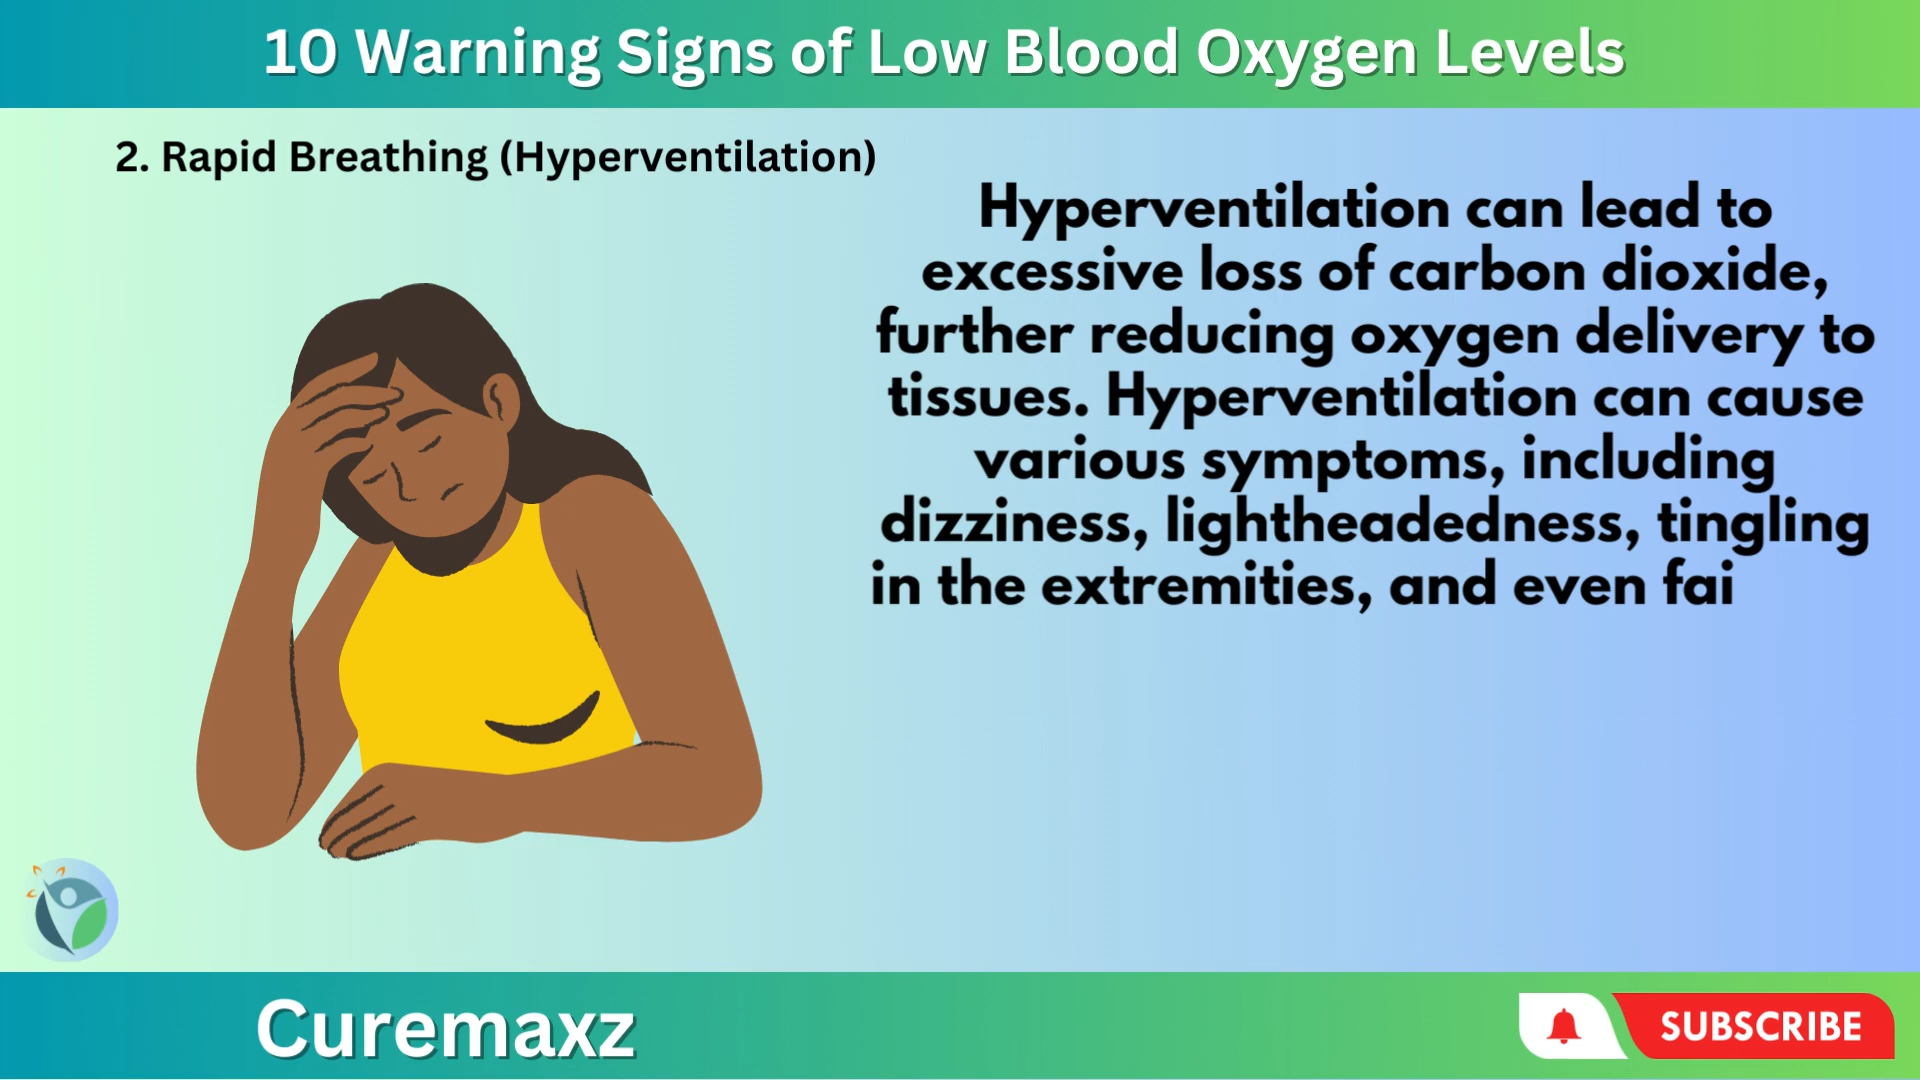 10 Warning Signs of Low Blood Oxygen Levels
2. Rapid Breathing (Hyperventilation)
Hyperventilation can lead to
excessive loss of carbon dioxide,
further reducing oxygen delivery to
tissues. Hyperventilation can cause
various symptoms, including
dizziness, lightheadedness, tingling
in the extremities, and even fai
Curemaxz
SUBSCRIBE